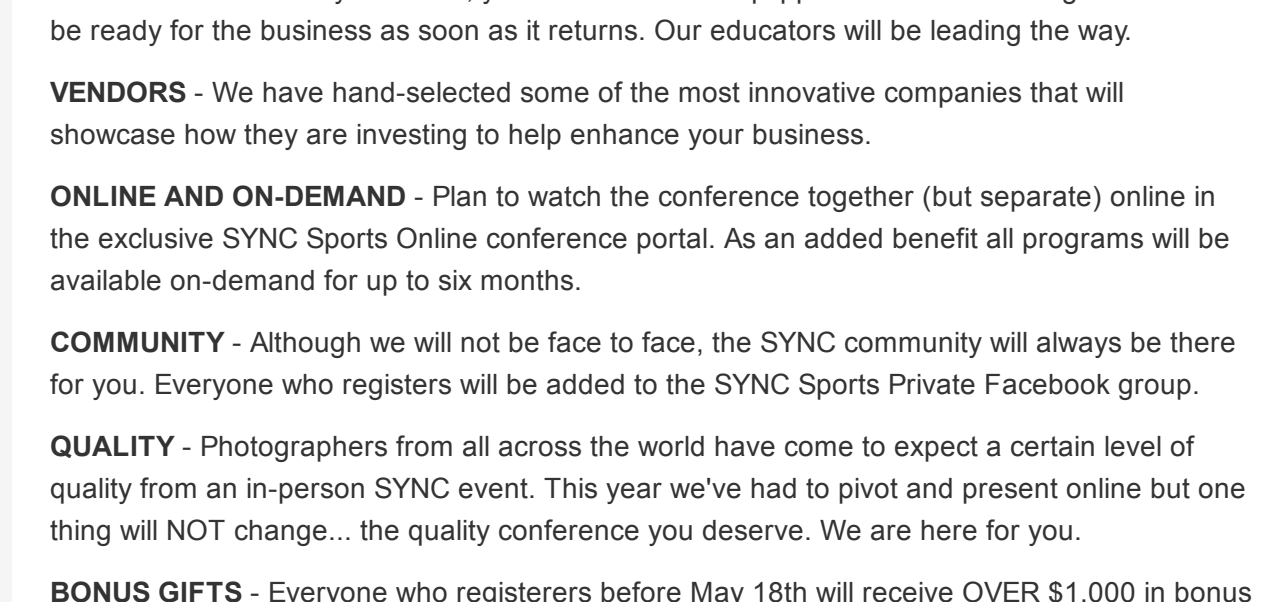 be ready for the business as soon as it returns. Our educators will be leading the way.
VENDORS - We have hand-selected some of the most innovative companies that will
showcase how they are investing to help enhance your business.
ONLINE AND ON-DEMAND - Plan to watch the conference together (but separate) online in
the exclusive SYNC Sports Online conference portal. As an added benefit all programs will be
available on-demand for up to six months.
COMMUNITY - Although we will not be face to face, the SYNC community will always be there
for you. Everyone who registers will be added to the SYNC Sports Private Facebook group.
QUALITY - Photographers from all across the world have come to expect a certain level of
quality from an in-person SYNC event. This year we've had to pivot and present online but one
thing will NOT change... the quality conference you deserve. We are here for you.
BONUS GIFTS - Everyone who registerers before May 18th will receive OVER $1,000 in bonus